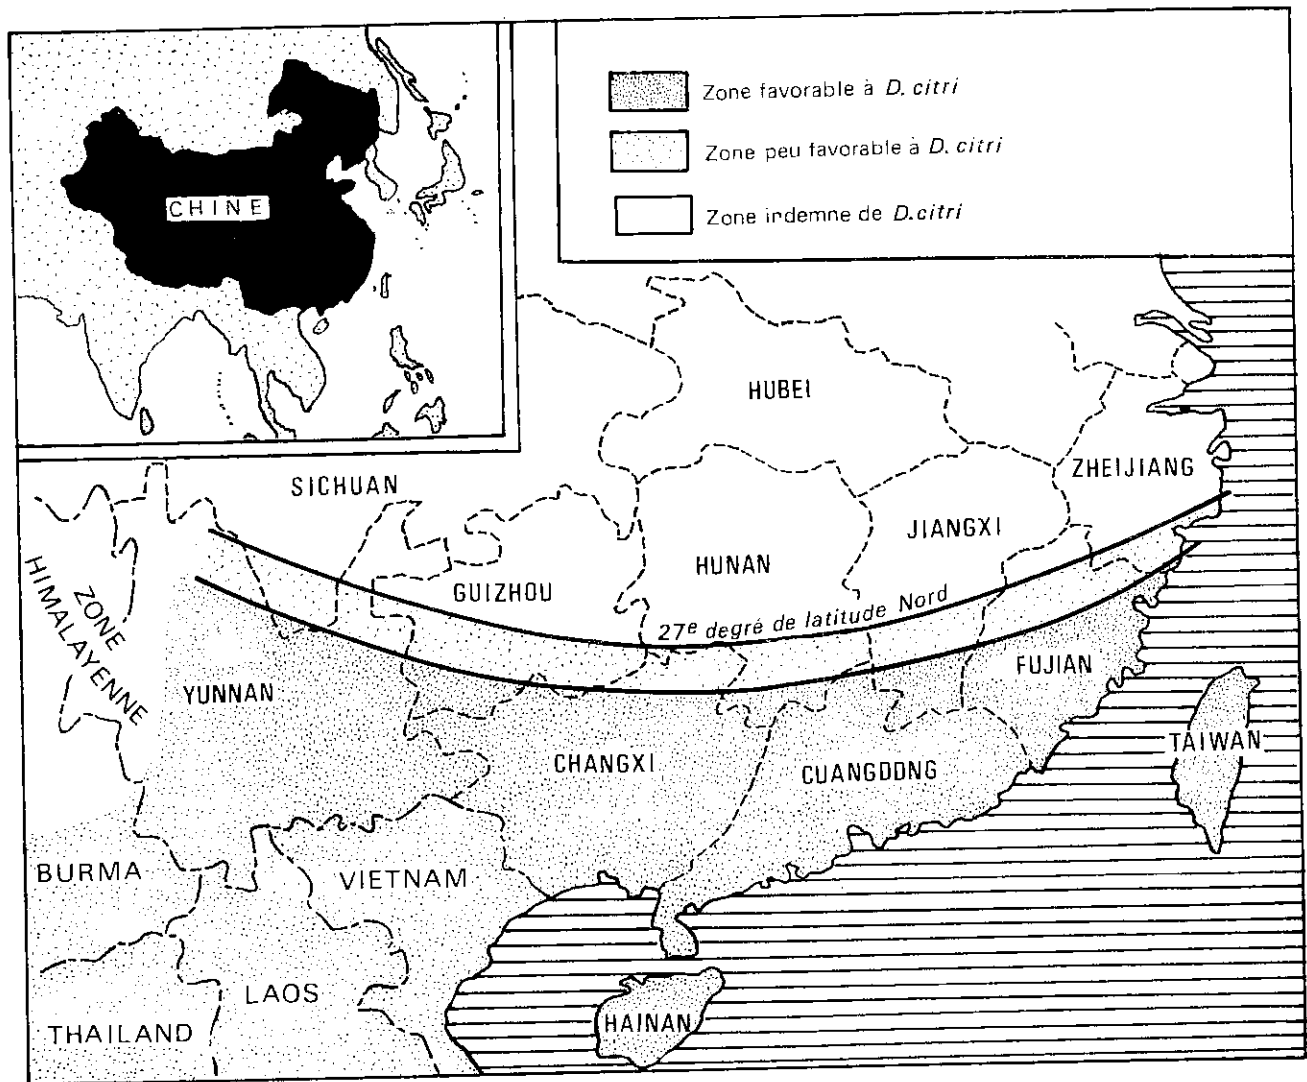 CHINE
Zone favorable à D. citri
Zone peu favorable à D. citri
Zone indemne de D. citri
HUBEI
SICHUAN
ZHEIJIANG
JIANGXI
HUNAN
GUIZHOU
27e degré de latitude Nord
ZONE
HIMALAYENNE
YUNNAN
FUJIAN
TAIWAN
CHANGXI
CUANGDONG
BURMA
VIETNAM
LAOS
HAINAN
THAILAND